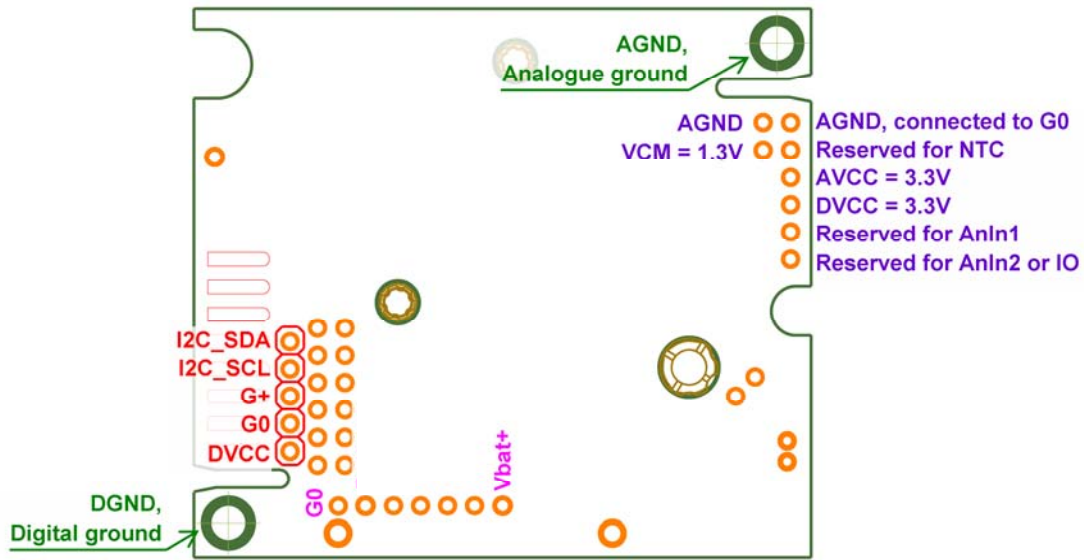 AGND,
Analogue ground
AGND
AGND, connected to G0
VCM = 1.3V
Reserved for NTC
AVCC = 3.3V
DVCC = 3.3V
Reserved for AnIn1
Reserved for AnIn2 or IO
I2C_SDA
I2C_SCL
G+
G0
DVCC
G0
Vbat+
DGND,
Digital ground